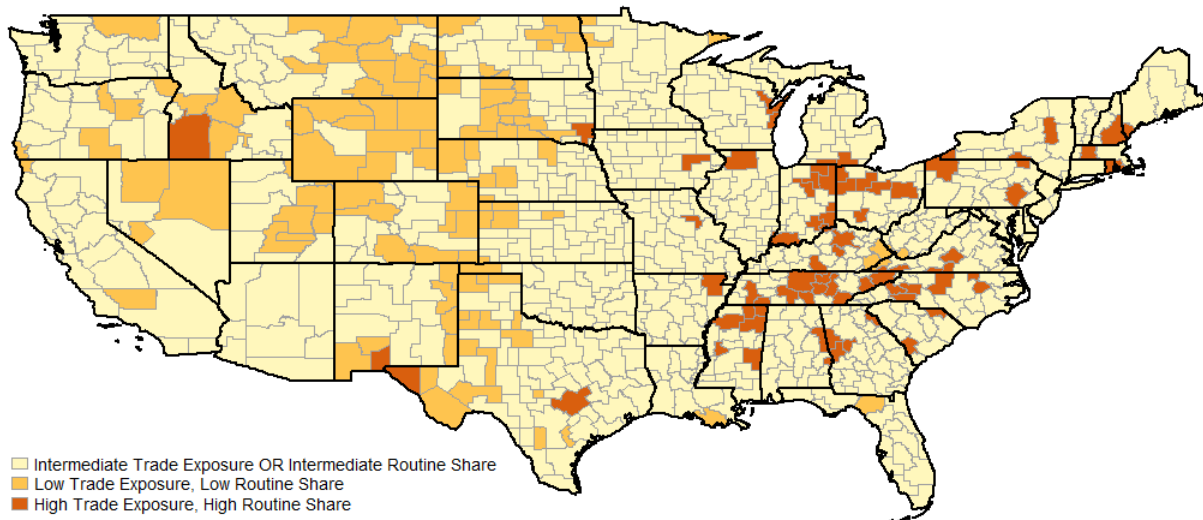 Intermediate Trade Exposure OR Intermediate Routine Share
Low Trade Exposure, Low Routine Share
High Trade Exposure, High Routine Share